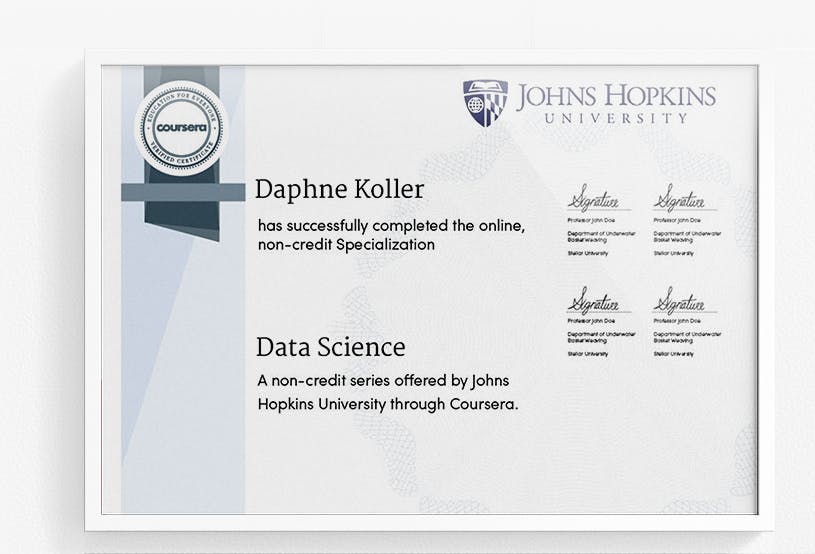 EDUCATION FOR EVERYONE
coursera
VERIFIED CERTIFICATE
JOHNS HOPKINS
UNIVERSITY
Daphne Koller
has successfully completed the online,
non-credit Specialization
Signature
Professor John Doe
Department of Underwater
Basket Weaving
Stellar University
Signature
Professor John Doe
Department of Underwater
Basket Weaving
Stellar University
Signature
Professor John Doe
Department of Underwater
Basket Weaving
Stellar University
Signature
Professor John Doe
Department of Underwater
Basket Weaving
Stellar University
Data Science
A non-credit series offered by Johns
Hopkins University through Coursera.